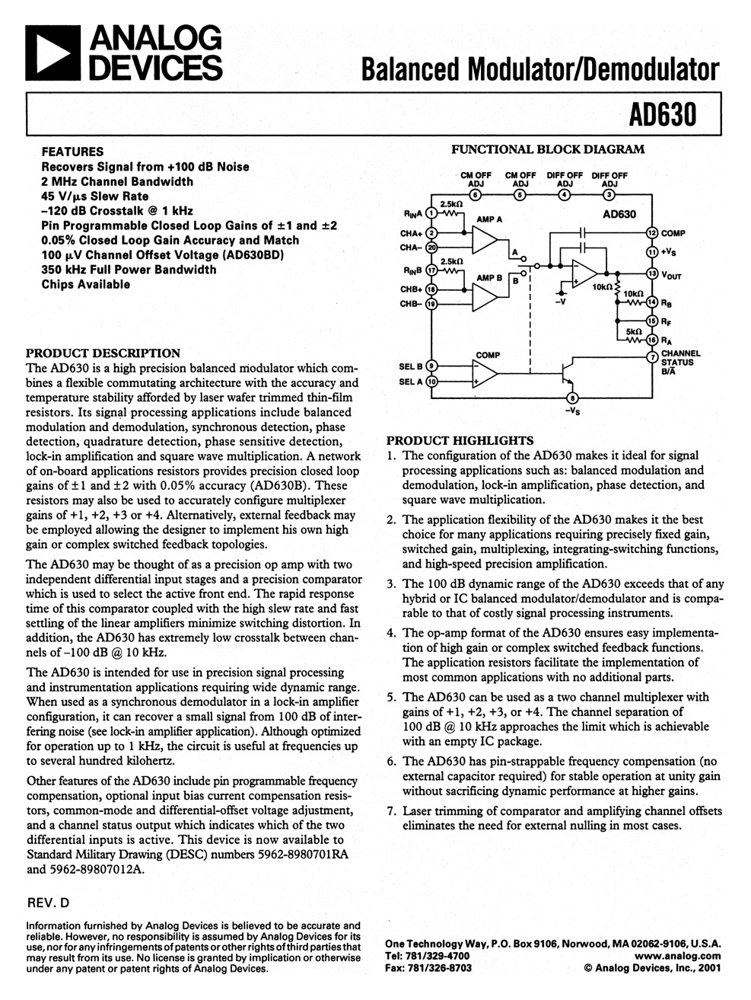 ANALOG
DEVICES
Balanced Modulator/Demodulator
AD630
FEATURES
Recovers Signal from +100 dB Noise
2 MHz Channel Bandwidth
45 V/μs Slew Rate
–120 dB Crosstalk @ 1 kHz
Pin Programmable Closed Loop Gains of ±1 and ±2
0.05% Closed Loop Gain Accuracy and Match
100 μV Channel Offset Voltage (AD630BD)
350 kHz Full Power Bandwidth
Chips Available
PRODUCT DESCRIPTION
The AD630 is a high precision balanced modulator which com-
bines a flexible commutating architecture with the accuracy and
temperature stability afforded by laser wafer trimmed thin-film
resistors. Its signal processing applications include balanced
modulation and demodulation, synchronous detection, phase
detection, quadrature detection, phase sensitive detection,
lock-in amplification and square wave multiplication. A network
of on-board applications resistors provides precision closed loop
gains of ±1 and ±2 with 0.05% accuracy (AD630B). These
resistors may also be used to accurately configure multiplexer
gains of +1, +2, +3 or +4. Alternatively, external feedback may
be employed allowing the designer to implement his own high
gain or complex switched feedback topologies.
The AD630 may be thought of as a precision op amp with two
independent differential input stages and a precision comparator
which is used to select the active front end. The rapid response
time of this comparator coupled with the high slew rate and fast
settling of the linear amplifiers minimize switching distortion. In
addition, the AD630 has extremely low crosstalk between chan-
nels of –100 dB @ 10 kHz.
The AD630 is intended for use in precision signal processing
and instrumentation applications requiring wide dynamic range.
When used as a synchronous demodulator in a lock-in amplifier
configuration, it can recover a small signal from 100 dB of inter-
fering noise (see lock-in amplifier application). Although optimized
for operation up to 1 kHz, the circuit is useful at frequencies up
to several hundred kilohertz.
Other features of the AD630 include pin programmable frequency
compensation, optional input bias current compensation resis-
tors, common-mode and differential-offset voltage adjustment,
and a channel status output which indicates which of the two
differential inputs is active. This device is now available to
Standard Military Drawing (DESC) numbers 5962-8980701RA
and 5962-89807012A.
FUNCTIONAL BLOCK DIAGRAM
CM OFF CM OFF DIFF OFF DIFF OFF
ADJ ADJ ADJ ADJ
6 5 4 3
2.5kΩ
RINA 1
AMP A
AD630
CHA+ 2
12 COMP
CHA– 20
A
11 +VS
2.5kΩ
RINB 17
13 VOUT
AMP B B
10kΩ
CHB+ 18
10kΩ
–V
14 RB
CHB– 19
15 RF
5kΩ
16 RA
COMP
7 CHANNEL
STATUS
B/A̅
SEL B 9
SEL A 10
8
–VS
PRODUCT HIGHLIGHTS
1. The configuration of the AD630 makes it ideal for signal
processing applications such as: balanced modulation and
demodulation, lock-in amplification, phase detection, and
square wave multiplication.
2. The application flexibility of the AD630 makes it the best
choice for many applications requiring precisely fixed gain,
switched gain, multiplexing, integrating-switching functions,
and high-speed precision amplification.
3. The 100 dB dynamic range of the AD630 exceeds that of any
hybrid or IC balanced modulator/demodulator and is compa-
rable to that of costly signal processing instruments.
4. The op-amp format of the AD630 ensures easy implementa-
tion of high gain or complex switched feedback functions.
The application resistors facilitate the implementation of
most common applications with no additional parts.
5. The AD630 can be used as a two channel multiplexer with
gains of +1, +2, +3, or +4. The channel separation of
100 dB @ 10 kHz approaches the limit which is achievable
with an empty IC package.
6. The AD630 has pin-strappable frequency compensation (no
external capacitor required) for stable operation at unity gain
without sacrificing dynamic performance at higher gains.
7. Laser trimming of comparator and amplifying channel offsets
eliminates the need for external nulling in most cases.
REV. D
Information furnished by Analog Devices is believed to be accurate and
reliable. However, no responsibility is assumed by Analog Devices for its
use, nor for any infringements of patents or other rights of third parties that
may result from its use. No license is granted by implication or otherwise
under any patent or patent rights of Analog Devices.
One Technology Way, P.O. Box 9106, Norwood, MA 02062-9106, U.S.A.
Tel: 781/329-4700 www.analog.com
Fax: 781/326-8703 © Analog Devices, Inc., 2001